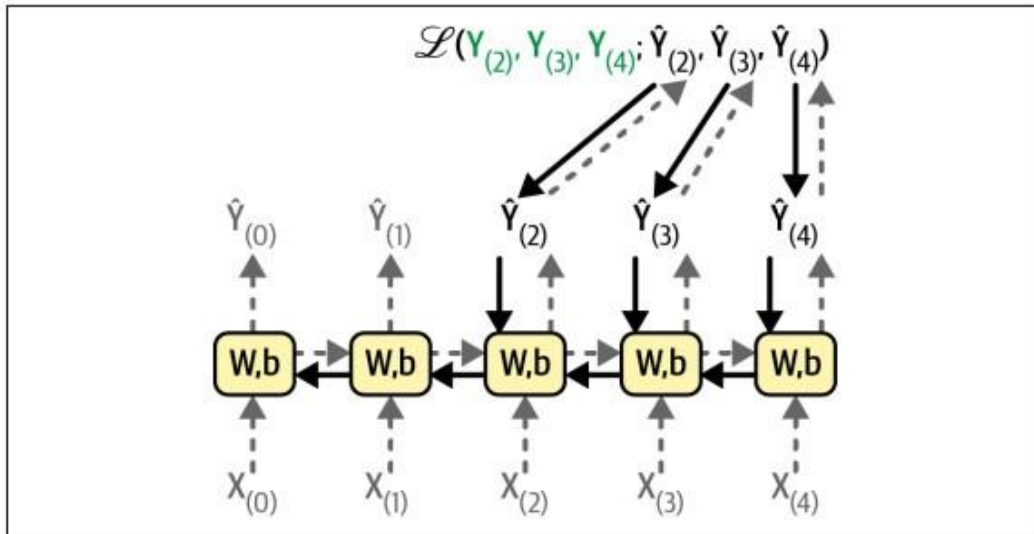 ℒ(Y(2), Y(3), Y(4); Ŷ(2), Ŷ(3), Ŷ(4))
Ŷ(0) Ŷ(1) Ŷ(2) Ŷ(3) Ŷ(4)
W,b W,b W,b W,b W,b
X(0) X(1) X(2) X(3) X(4)